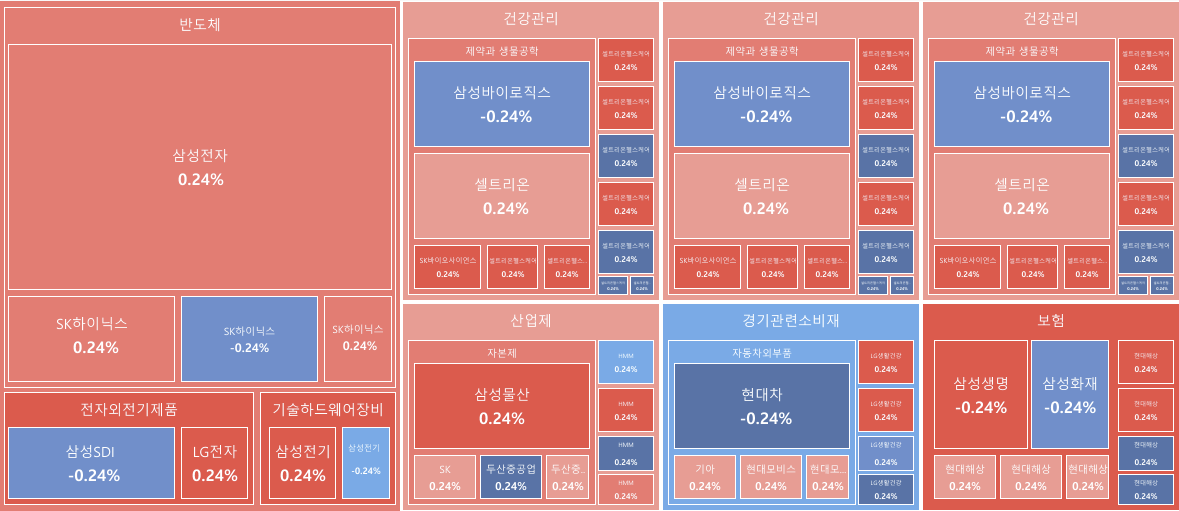 반도체
삼성전자
0.24%
SK하이닉스
0.24%
SK하이닉스
-0.24%
SK하이닉스
0.24%
전자외전기제품
삼성SDI
-0.24%
LG전자
0.24%
기술하드웨어장비
삼성전기
0.24%
삼성전기
-0.24%
건강관리
제약과 생물공학
삼성바이로직스
-0.24%
셀트리온
0.24%
SK바이오사이언스
0.24%
셀트리온헬스케어
0.24%
셀트리온헬스...
0.24%
셀트리온헬스케어
0.24%
셀트리온헬스케어
0.24%
셀트리온헬스케어
0.24%
셀트리온헬스케어
0.24%
셀트리온헬스케어
0.24%
0.24%
0.24%
건강관리
제약과 생물공학
삼성바이로직스
-0.24%
셀트리온
0.24%
SK바이오사이언스
0.24%
셀트리온헬스케어
0.24%
셀트리온헬스...
0.24%
셀트리온헬스케어
0.24%
셀트리온헬스케어
0.24%
셀트리온헬스케어
0.24%
셀트리온헬스케어
0.24%
셀트리온헬스케어
0.24%
0.24%
0.24%
건강관리
제약과 생물공학
삼성바이로직스
-0.24%
셀트리온
0.24%
SK바이오사이언스
0.24%
셀트리온헬스케어
0.24%
셀트리온헬스...
0.24%
셀트리온헬스케어
0.24%
셀트리온헬스케어
0.24%
셀트리온헬스케어
0.24%
셀트리온헬스케어
0.24%
셀트리온헬스케어
0.24%
0.24%
0.24%
산업제
자본제
삼성물산
0.24%
SK
0.24%
두산중공업
0.24%
두산중..
0.24%
HMM
0.24%
HMM
0.24%
HMM
0.24%
HMM
0.24%
경기관련소비재
자동차외부품
현대차
-0.24%
기아
0.24%
현대모비스
0.24%
현대모...
0.24%
LG생활건강
0.24%
LG생활건강
0.24%
LG생활건강
0.24%
LG생활건강
0.24%
보험
삼성생명
-0.24%
삼성화재
-0.24%
현대해상
0.24%
현대해상
0.24%
현대해상
0.24%
현대해상
0.24%
현대해상
0.24%
현대해상
0.24%
현대해상
0.24%